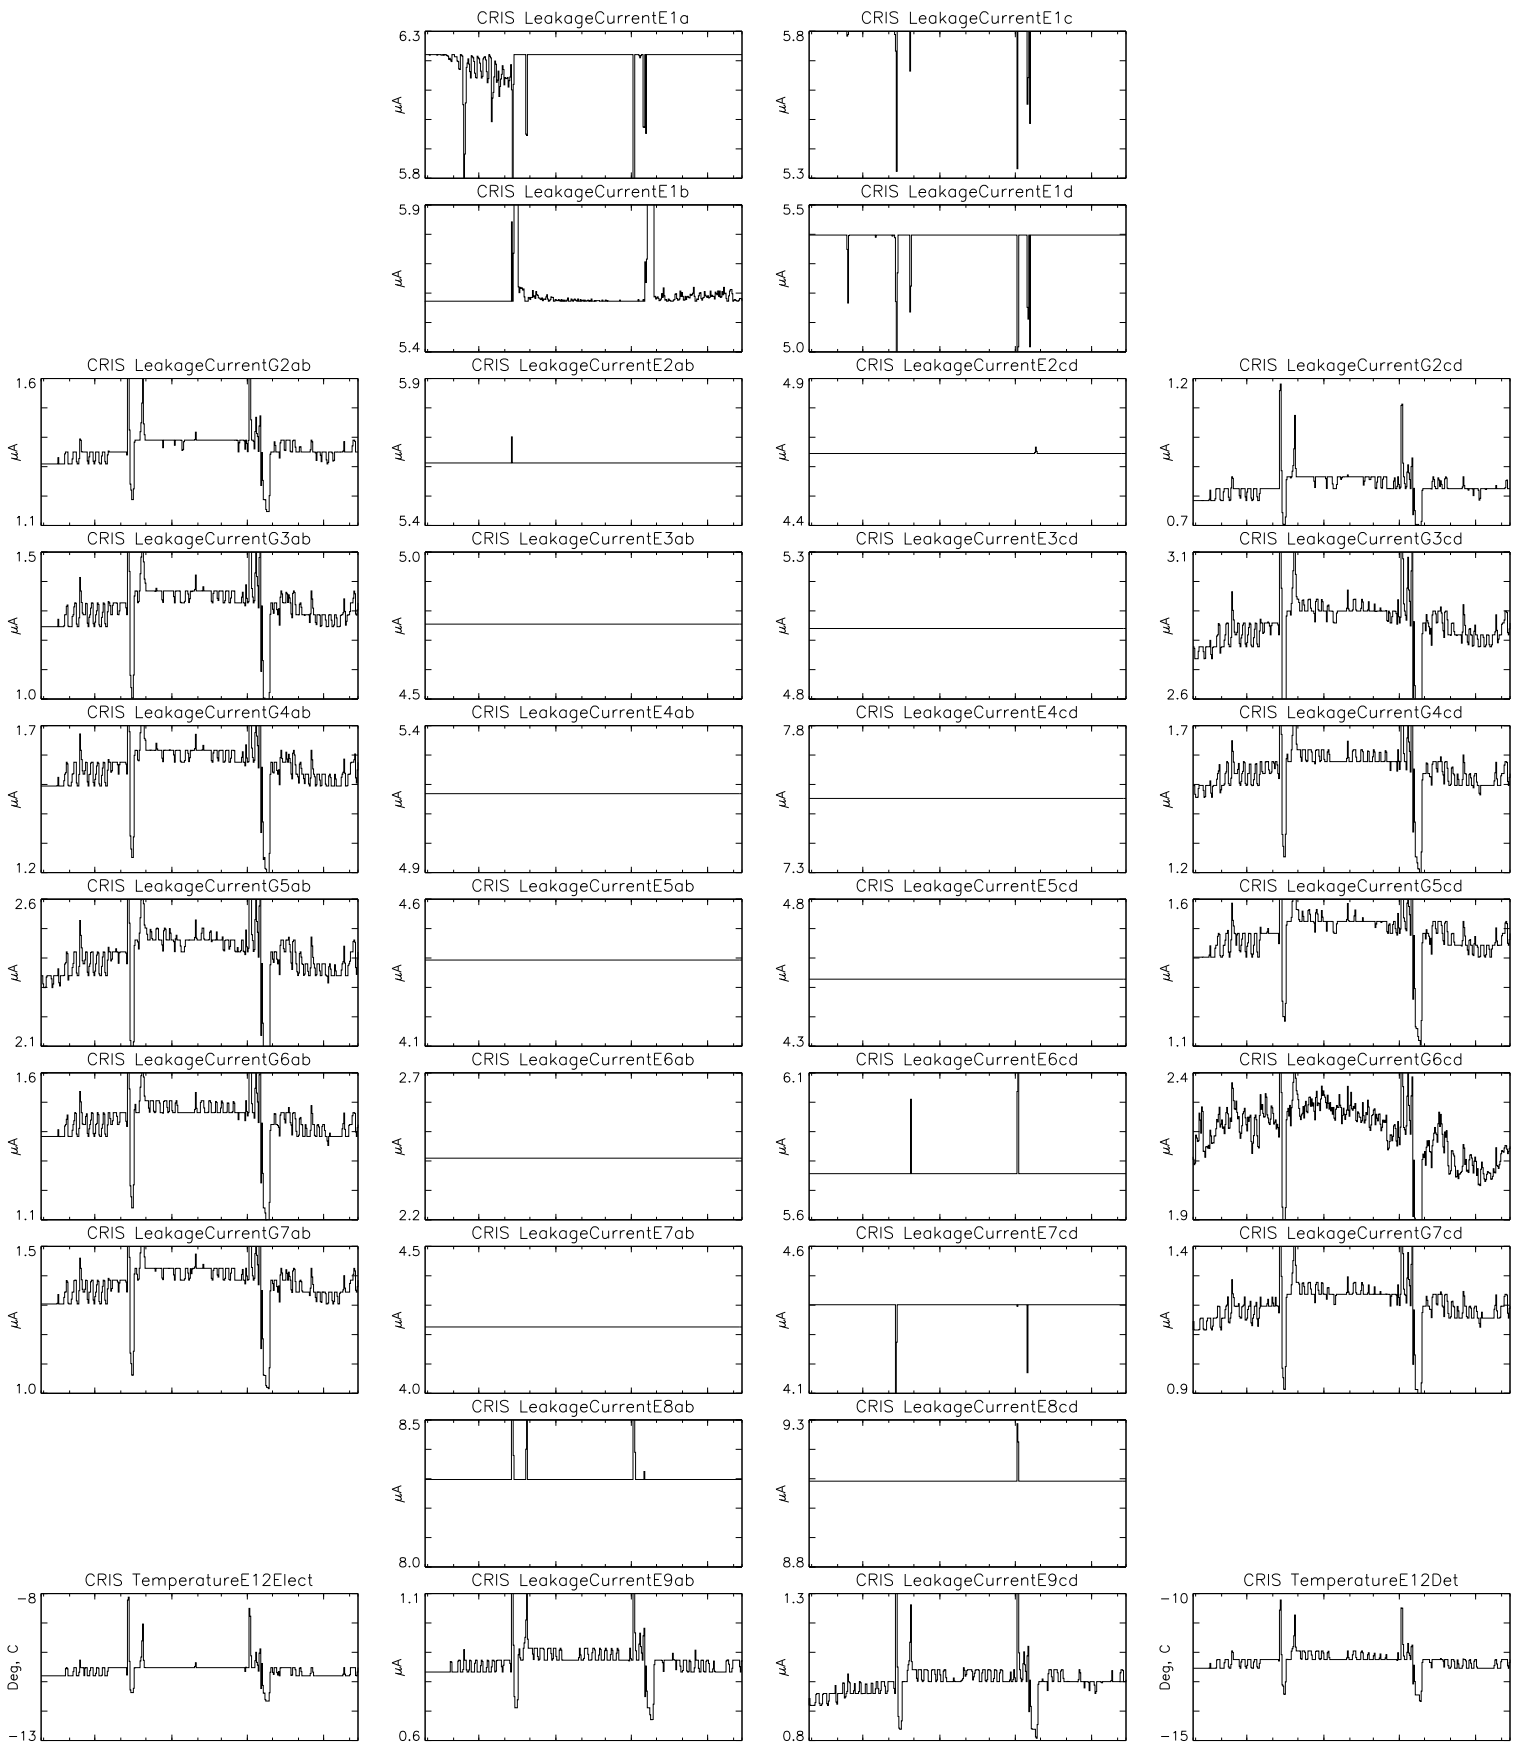 CRIS LeakageCurrentE1a
6.3
μA
5.8
CRIS LeakageCurrentE1c
5.8
μA
5.3
CRIS LeakageCurrentE1b
5.9
μA
5.4
CRIS LeakageCurrentE1d
5.5
μA
5.0
CRIS LeakageCurrentG2ab
1.6
μA
1.1
CRIS LeakageCurrentE2ab
5.9
μA
5.4
CRIS LeakageCurrentE2cd
4.9
μA
4.4
CRIS LeakageCurrentG2cd
1.2
μA
0.7
CRIS LeakageCurrentG3ab
1.5
μA
1.0
CRIS LeakageCurrentE3ab
5.0
μA
4.5
CRIS LeakageCurrentE3cd
5.3
μA
4.8
CRIS LeakageCurrentG3cd
3.1
μA
2.6
CRIS LeakageCurrentG4ab
1.7
μA
1.2
CRIS LeakageCurrentE4ab
5.4
μA
4.9
CRIS LeakageCurrentE4cd
7.8
μA
7.3
CRIS LeakageCurrentG4cd
1.7
μA
1.2
CRIS LeakageCurrentG5ab
2.6
μA
2.1
CRIS LeakageCurrentE5ab
4.6
μA
4.1
CRIS LeakageCurrentE5cd
4.8
μA
4.3
CRIS LeakageCurrentG5cd
1.6
μA
1.1
CRIS LeakageCurrentG6ab
1.6
μA
1.1
CRIS LeakageCurrentE6ab
2.7
μA
2.2
CRIS LeakageCurrentE6cd
6.1
μA
5.6
CRIS LeakageCurrentG6cd
2.4
μA
1.9
CRIS LeakageCurrentG7ab
1.5
μA
1.0
CRIS LeakageCurrentE7ab
4.5
μA
4.0
CRIS LeakageCurrentE7cd
4.6
μA
4.1
CRIS LeakageCurrentG7cd
1.4
μA
0.9
CRIS LeakageCurrentE8ab
8.5
μA
8.0
CRIS LeakageCurrentE8cd
9.3
μA
8.8
CRIS TemperatureE12Elect
-8
Deg, C
-13
CRIS LeakageCurrentE9ab
1.1
μA
0.6
CRIS LeakageCurrentE9cd
1.3
μA
0.8
CRIS TemperatureE12Det
-10
Deg, C
-15